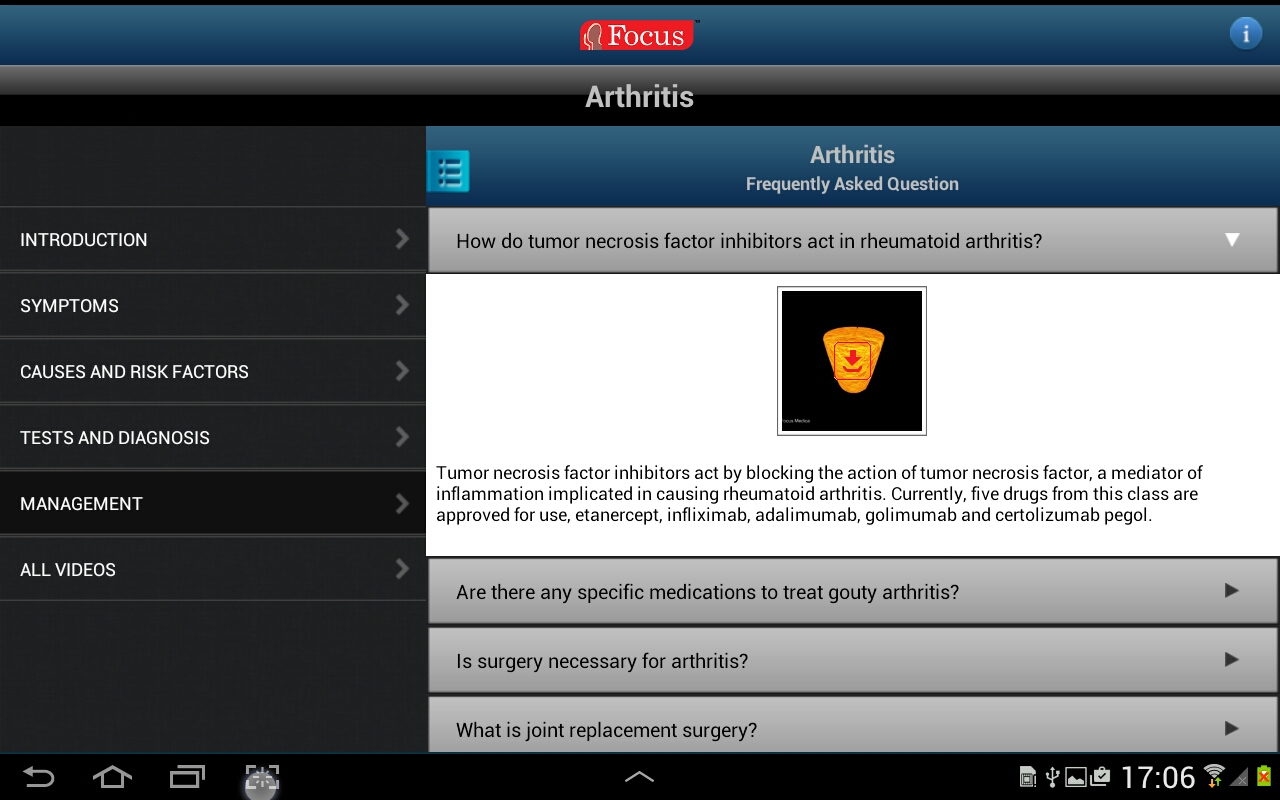 Focus™
Arthritis
INTRODUCTION
SYMPTOMS
CAUSES AND RISK FACTORS
TESTS AND DIAGNOSIS
MANAGEMENT
ALL VIDEOS
Arthritis
Frequently Asked Question
How do tumor necrosis factor inhibitors act in rheumatoid arthritis?
Tumor necrosis factor inhibitors act by blocking the action of tumor necrosis factor, a mediator of
inflammation implicated in causing rheumatoid arthritis. Currently, five drugs from this class are
approved for use, etanercept, infliximab, adalimumab, golimumab and certolizumab pegol.
Are there any specific medications to treat gouty arthritis?
Is surgery necessary for arthritis?
What is joint replacement surgery?
17:06